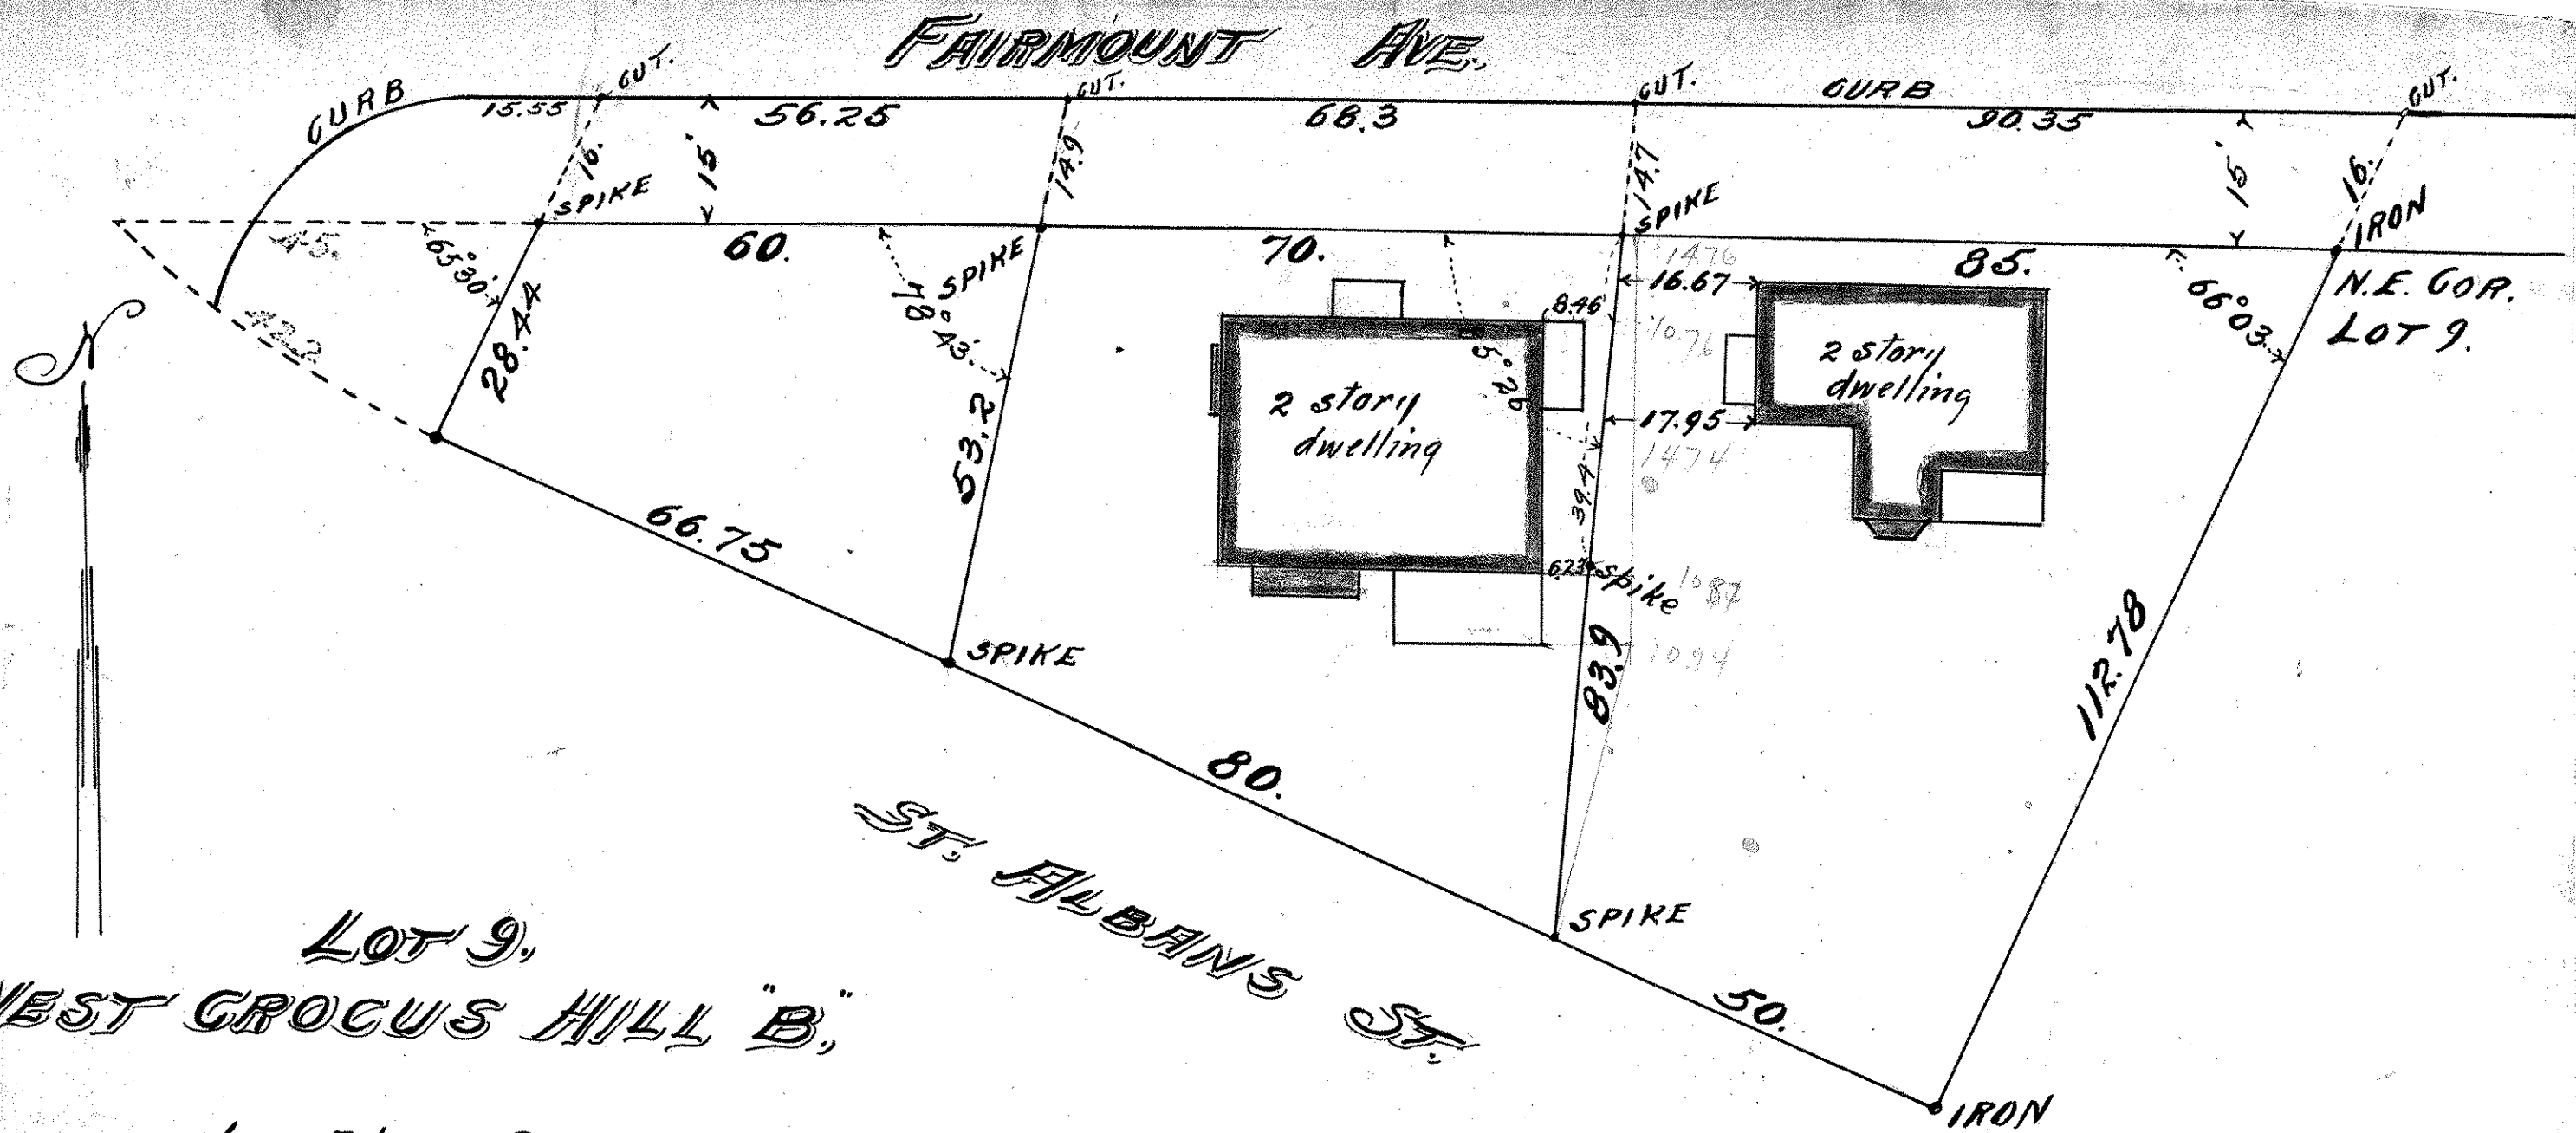 FAIRMOUNT AVE.
CURB
15.55
CUT.
56.25
CUT.
68.3
CUT.
CURB
90.35
CUT.
16.
15'
14.9
14.7
15'
16.
SPIKE
SPIKE
SPIKE
IRON
45.
65°30'
60.
78°43'
70.
85.
66°03
N.E. COR.
LOT 9.
42.2
28.44
53.2
8.46
16.67
1476
10.76
2 story
dwelling
2 story
dwelling
17.95
1474
39.4
6.23
spike
1087
1094
66.75
SPIKE
83.9
112.78
80.
ST. ALBANS ST.
SPIKE
50.
IRON
N
LOT 9.
WEST CROCUS HILL "B,"